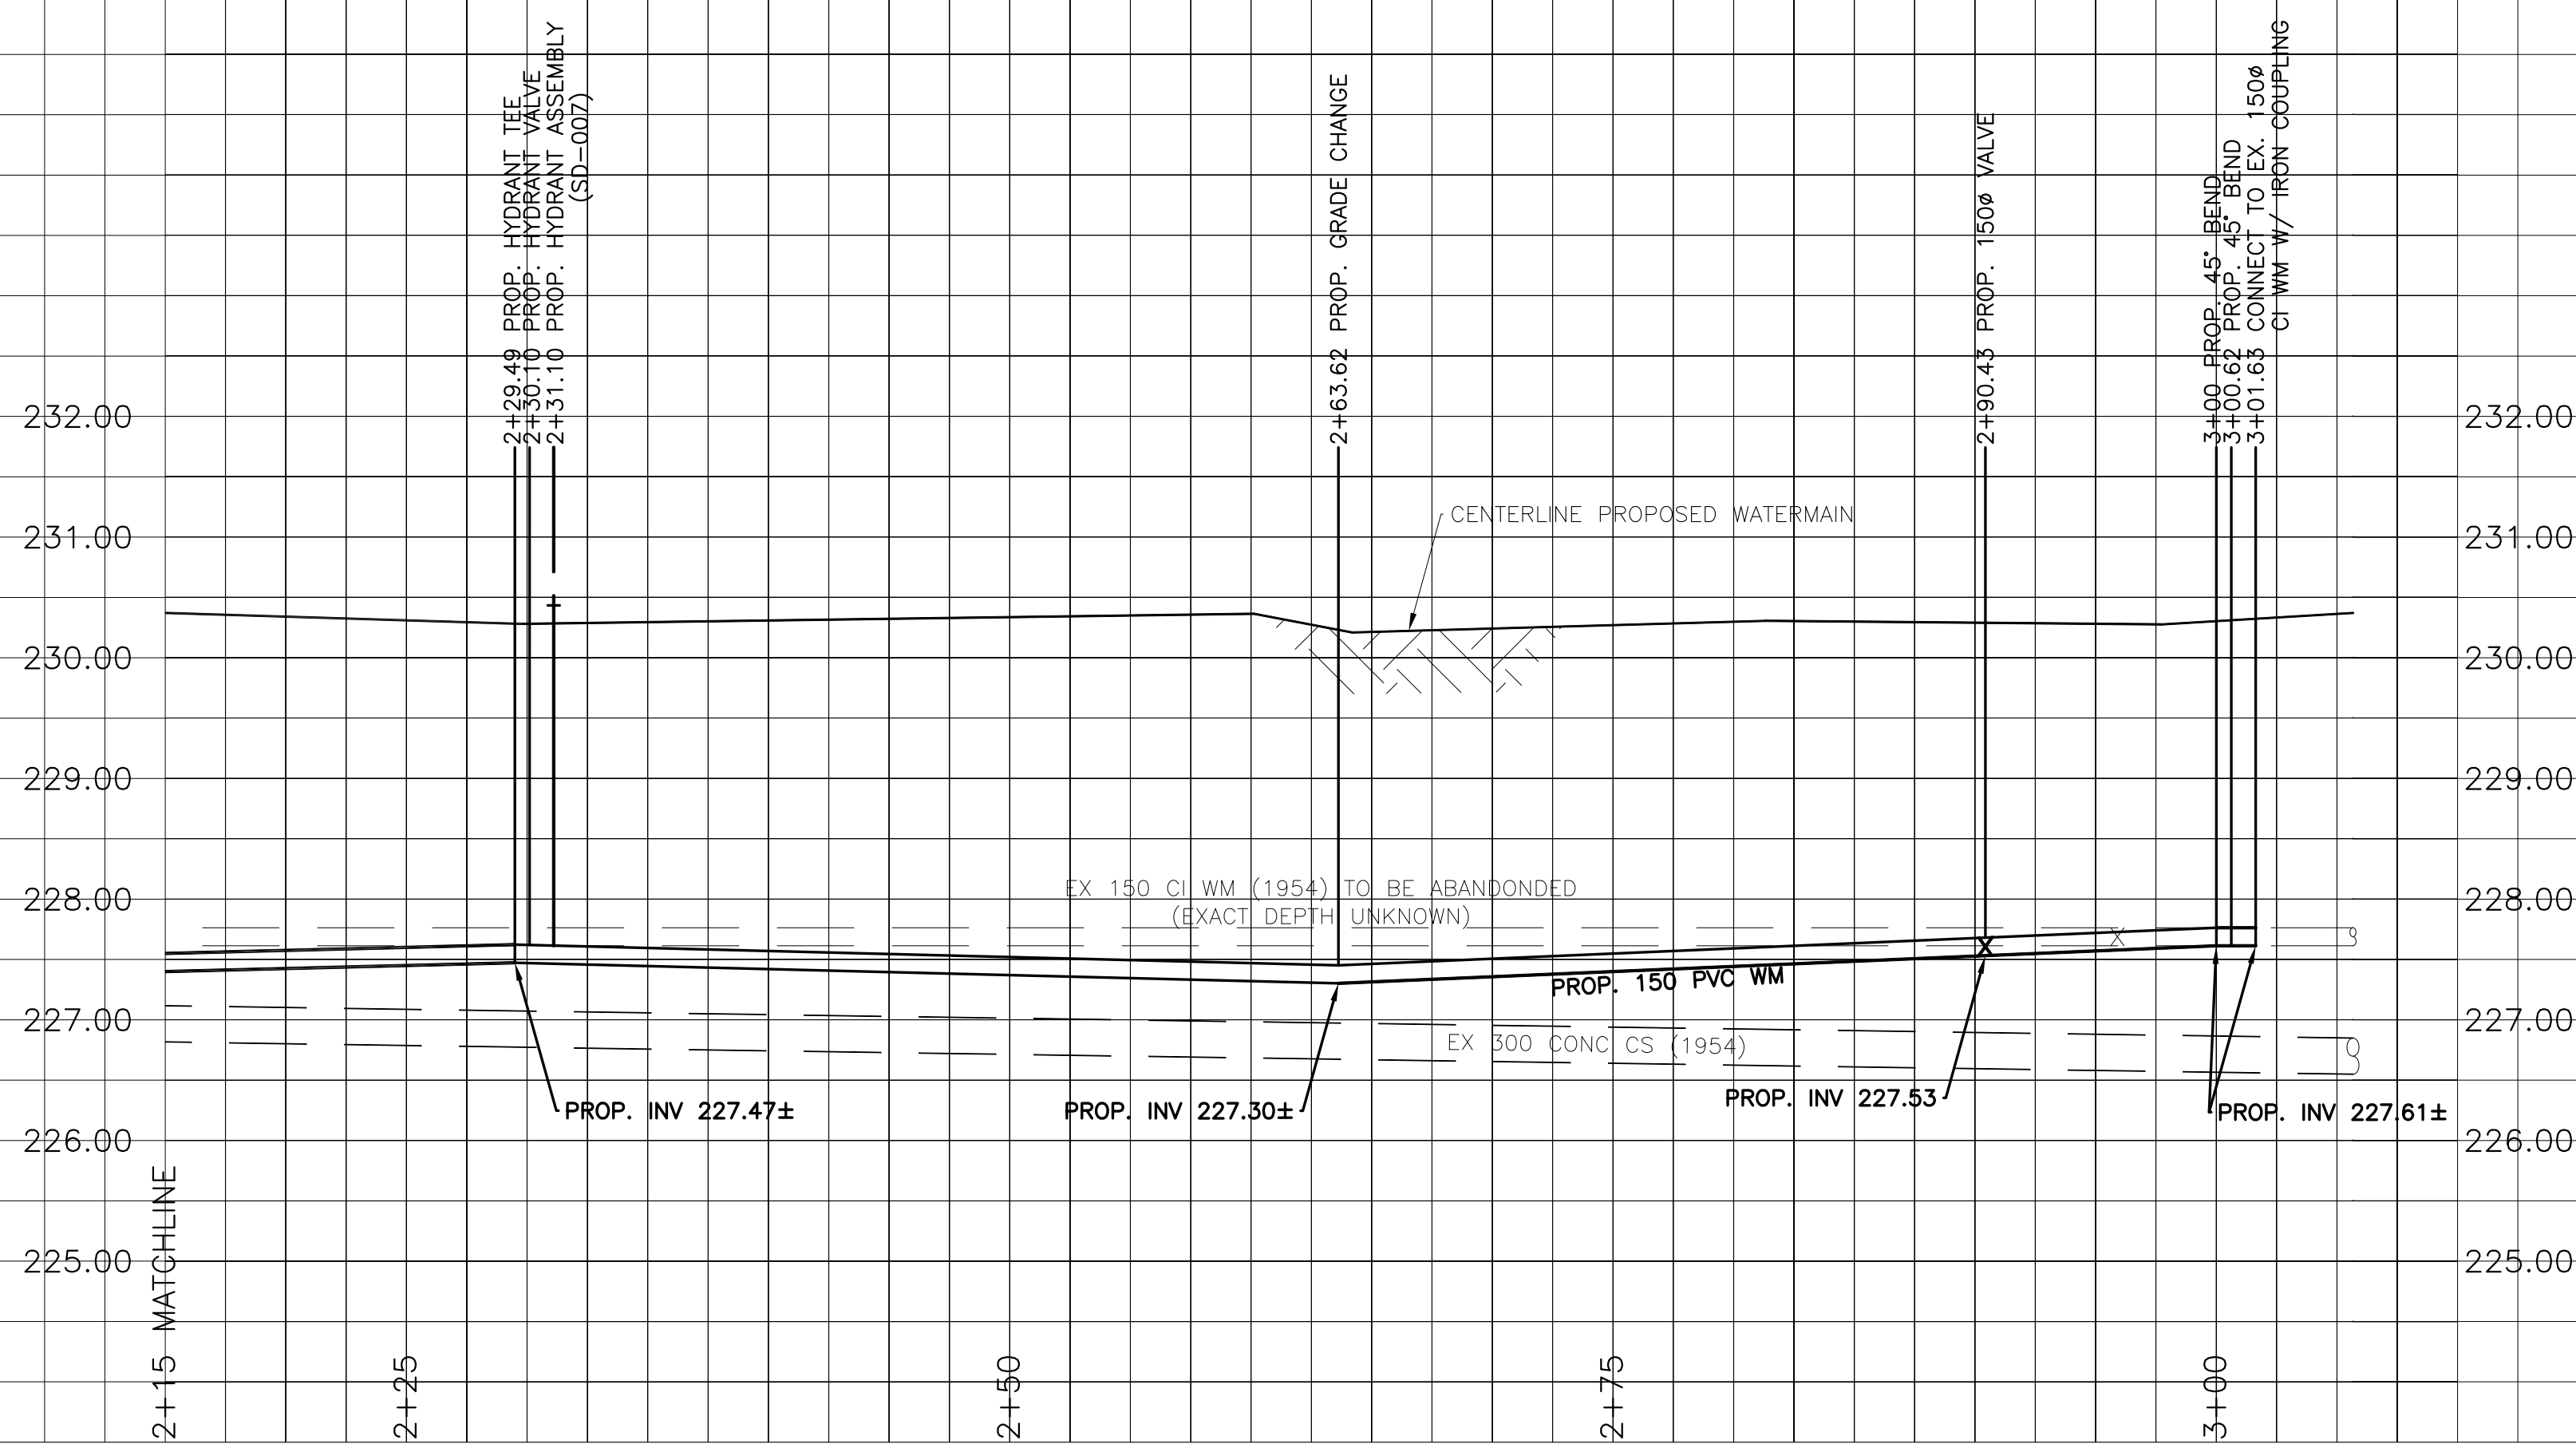 2+29.49 PROP. HYDRANT TEE
2+30.10 PROP. HYDRANT VALVE
2+31.10 PROP. HYDRANT ASSEMBLY
(SD-007)
2+63.62 PROP. GRADE CHANGE
2+90.43 PROP. 150ø VALVE
3+00 PROP. 45° BEND
3+00.62 PROP. 45° BEND
3+01.63 CONNECT TO EX. 150ø
CI WM W/ IRON COUPLING
232.00 232.00
CENTERLINE PROPOSED WATERMAIN
231.00 231.00
230.00 230.00
229.00 229.00
EX 150 CI WM (1954) TO BE ABANDONDED
228.00 228.00
(EXACT DEPTH UNKNOWN)
PROP. 150 PVC WM
227.00 227.00
EX 300 CONC CS (1954)
PROP. INV 227.47±
PROP. INV 227.30±
PROP. INV 227.53
PROP. INV 227.61±
226.00 226.00
225.00 225.00
2+15 MATCHLINE
2+25
2+50
2+75
3+00